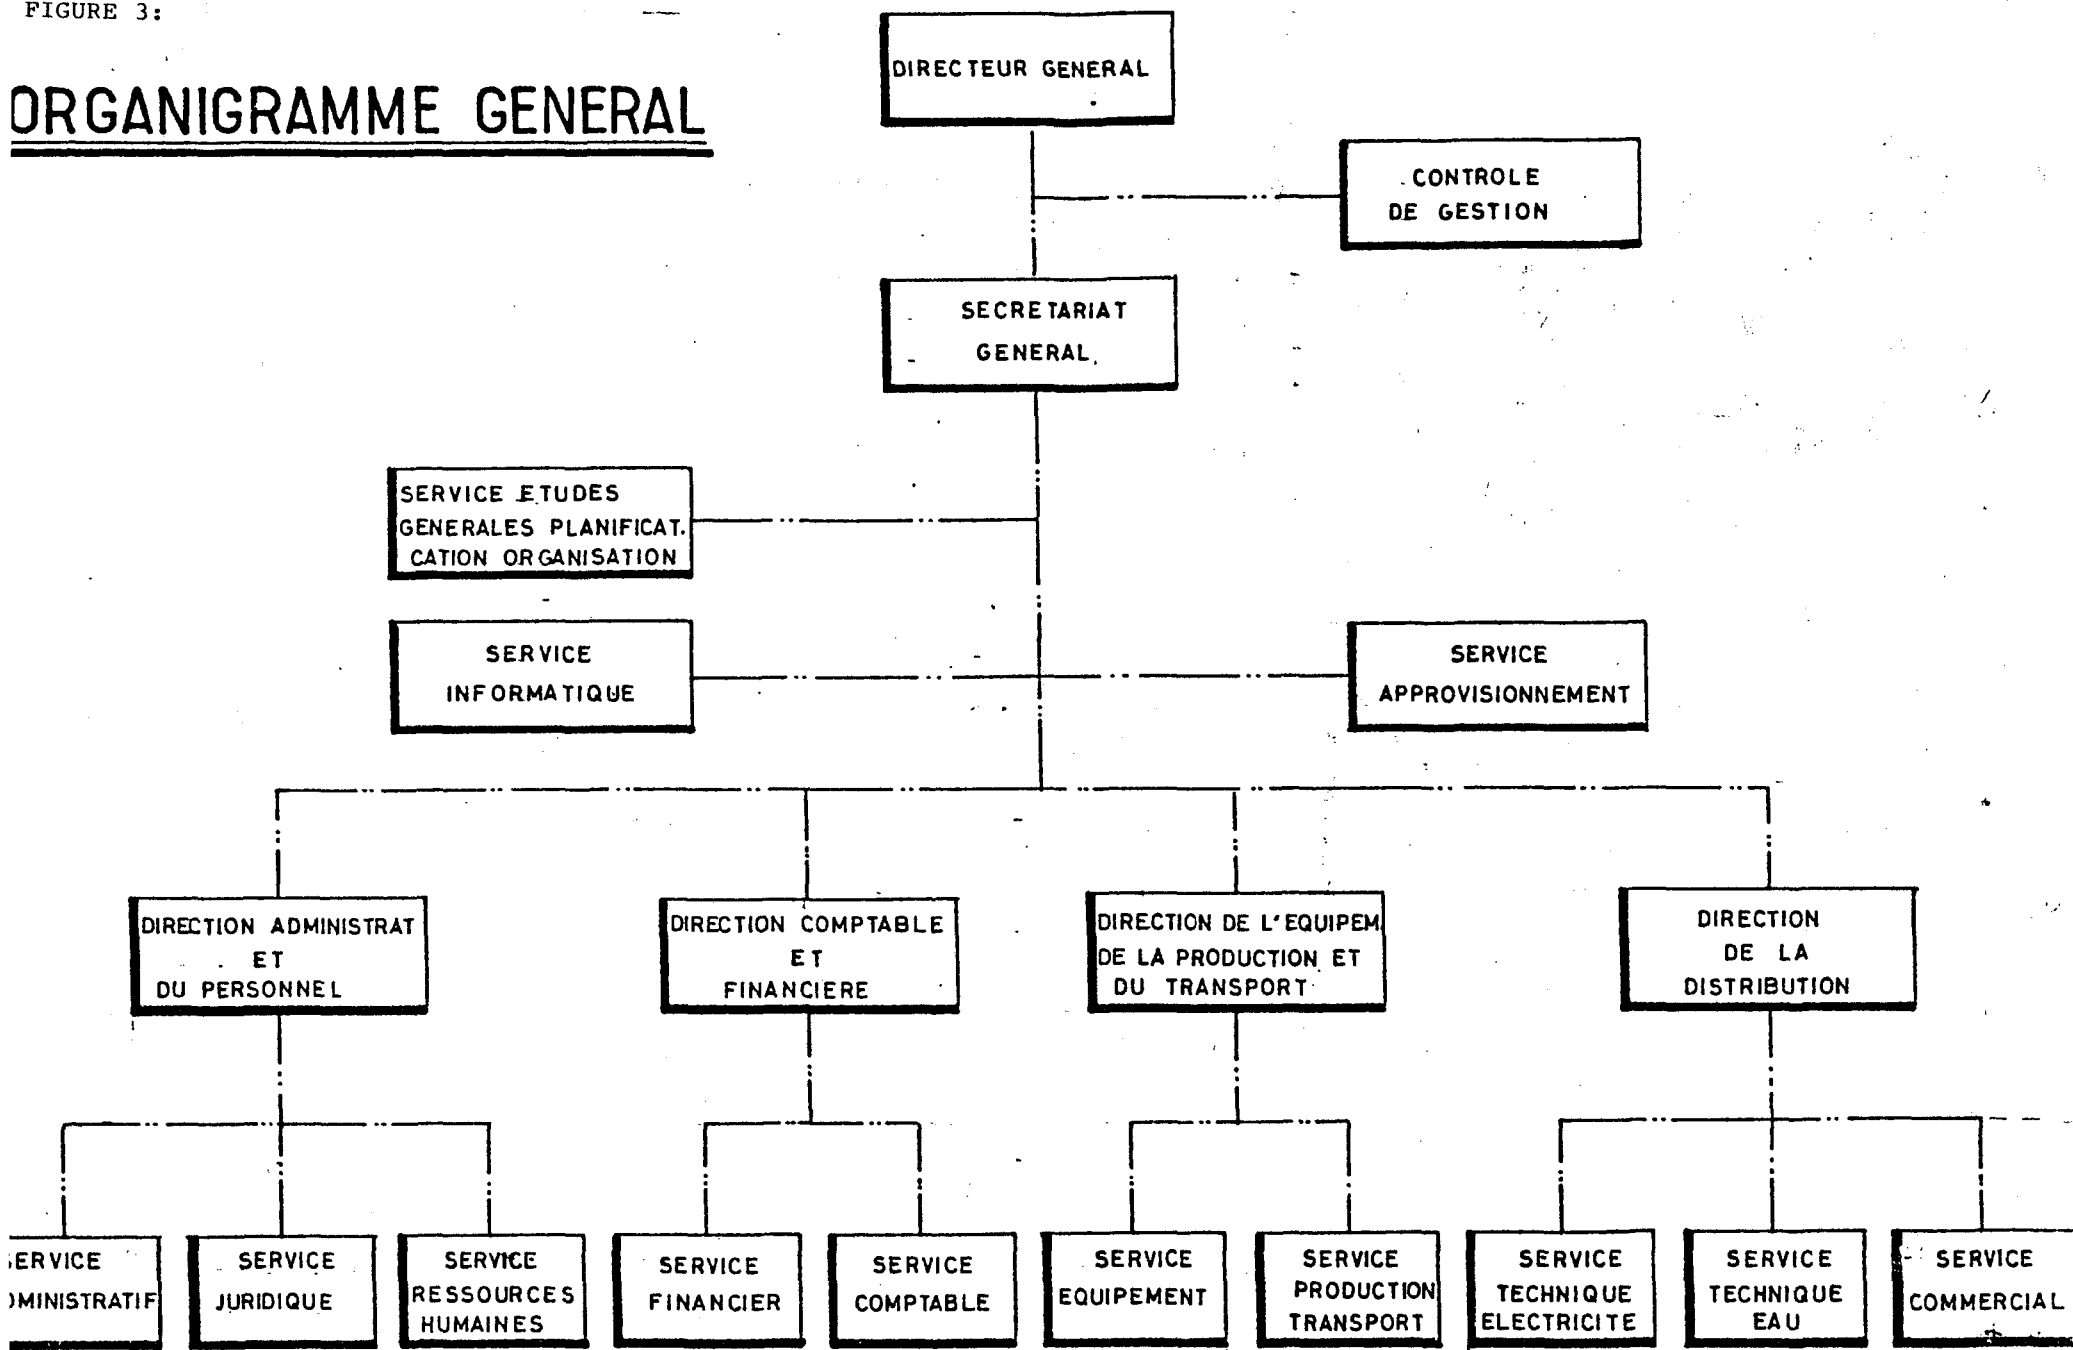 FIGURE 3:
ORGANIGRAMME GENERAL
DIRECTEUR GENERAL
CONTROLE
DE GESTION
SECRETARIAT
GENERAL
SERVICE ETUDES
GENERALES PLANIFICAT.
CATION ORGANISATION
SERVICE
INFORMATIQUE
SERVICE
APPROVISIONNEMENT
DIRECTION ADMINISTRAT
ET
DU PERSONNEL
DIRECTION COMPTABLE
ET
FINANCIERE
DIRECTION DE L'EQUIPEM.
DE LA PRODUCTION ET
DU TRANSPORT
DIRECTION
DE LA
DISTRIBUTION
SERVICE
DMINISTRATIF
SERVICE
JURIDIQUE
SERVICE
RESSOURCES
HUMAINES
SERVICE
FINANCIER
SERVICE
COMPTABLE
SERVICE
EQUIPEMENT
SERVICE
PRODUCTION
TRANSPORT
SERVICE
TECHNIQUE
ELECTRICITE
SERVICE
TECHNIQUE
EAU
SERVICE
COMMERCIAL